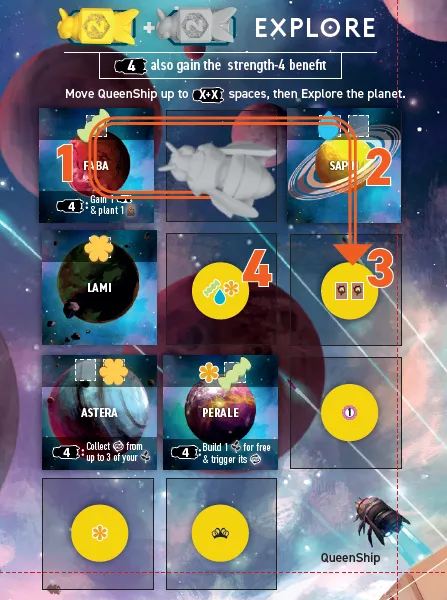 + EXPLORE
4 also gain the strength-4 benefit
Move QueenShip up to X+X spaces, then Explore the planet.
1
2
4 : Gain 1
& plant 1
LAMI
4
3
ASTERA
PERALE
4 : Collect from
up to 3 of your
4 : Build 1 for free
& trigger its
1
QueenShip